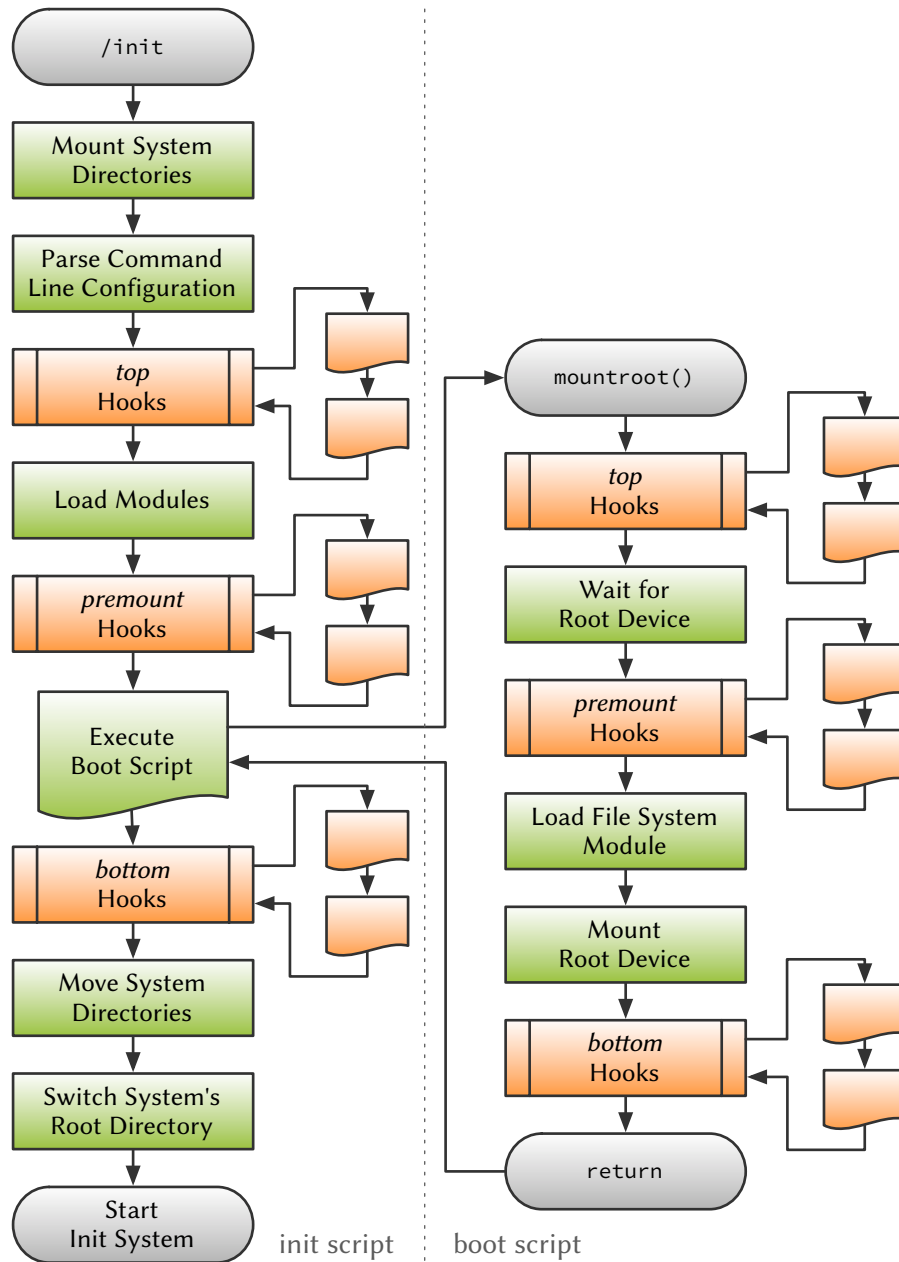 /init
Mount System
Directories
Parse Command
Line Configuration
top
Hooks
Load Modules
premount
Hooks
Execute
Boot Script
bottom
Hooks
Move System
Directories
Switch System's
Root Directory
Start
Init System
init script
mountroot()
top
Hooks
Wait for
Root Device
premount
Hooks
Load File System
Module
Mount
Root Device
bottom
Hooks
return
boot script